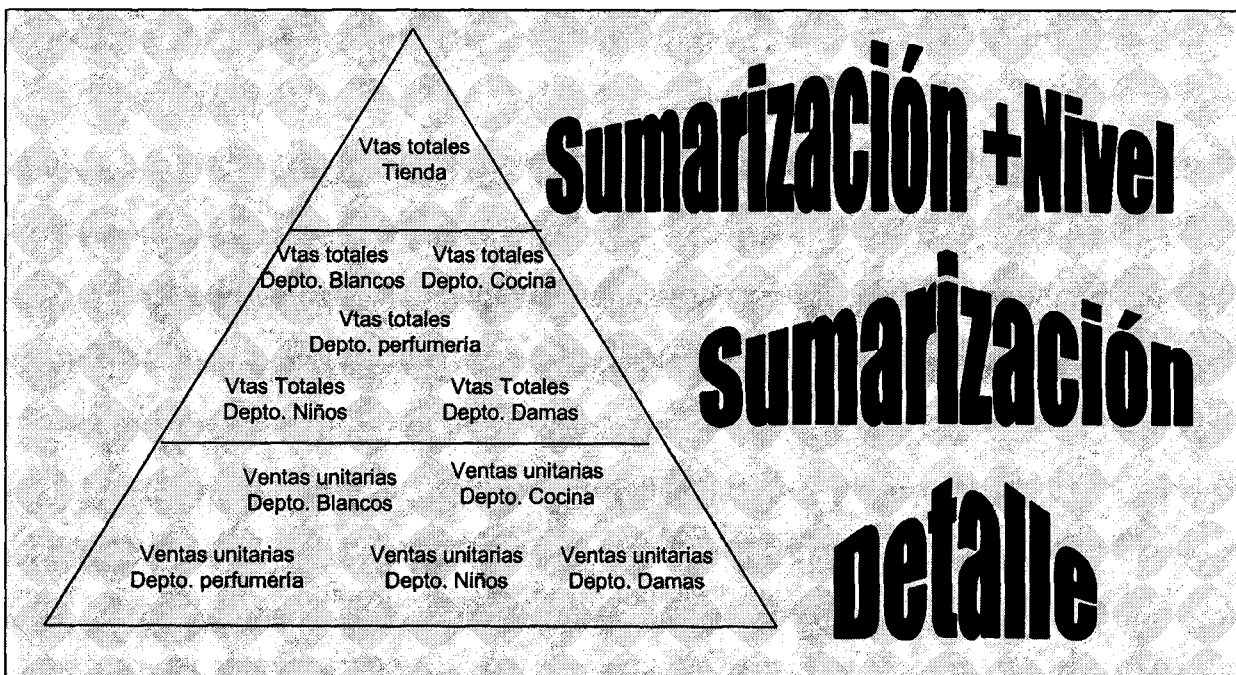 Vtas totales
Tienda
Sumarización +Nivel
Vtas totales
Depto. Blancos
Vtas totales
Depto. Cocina
Vtas totales
Depto. perfumería
Vtas Totales
Depto. Niños
Vtas Totales
Depto. Damas
Sumarización
Ventas unitarias
Depto. Blancos
Ventas unitarias
Depto. Cocina
Ventas unitarias
Depto. perfumería
Ventas unitarias
Depto. Niños
Ventas unitarias
Depto. Damas
Detalle